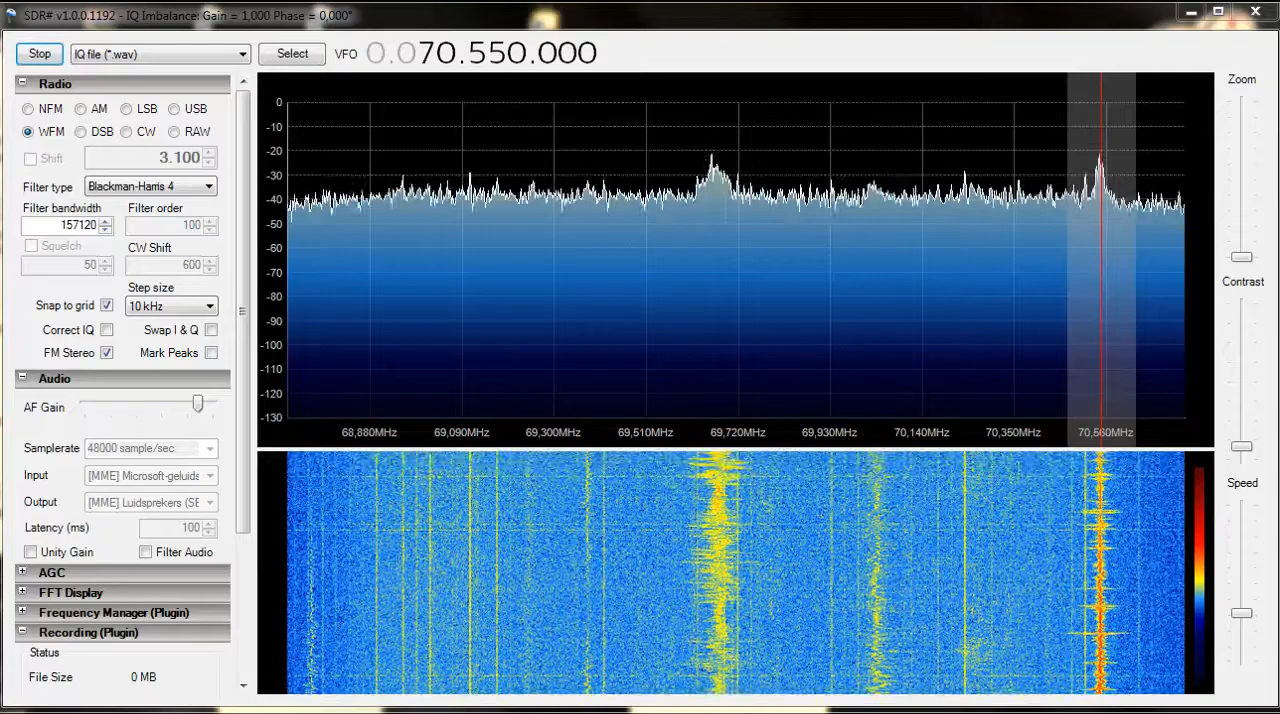 SDR# v1.0.0.1192 - IQ Imbalance: Gain = 1,000 Phase = 0,000°
Stop IQ file (*.wav) Select VFO 0.070.550.000
Radio
NFM AM LSB USB
WFM DSB CW RAW
Shift 3.100
Filter type Blackman-Harris 4
Filter bandwidth Filter order
157120 100
Squelch CW Shift
50 600
Step size
Snap to grid 10 kHz
Correct IQ Swap I & Q
FM Stereo Mark Peaks
Audio
AF Gain
Samplerate 48000 sample/sec
Input [MME] Microsoft-geluids
Output [MME] Luidsprekers (SE
Latency (ms) 100
Unity Gain Filter Audio
AGC
FFT Display
Frequency Manager (Plugin)
Recording (Plugin)
Status
File Size 0 MB
0
-10
-20
-30
-40
-50
-60
-70
-80
-90
-100
-110
-120
-130
68,880MHz 69,090MHz 69,300MHz 69,510MHz 69,720MHz 69,930MHz 70,140MHz 70,350MHz 70,560MHz
Zoom
Contrast
Speed